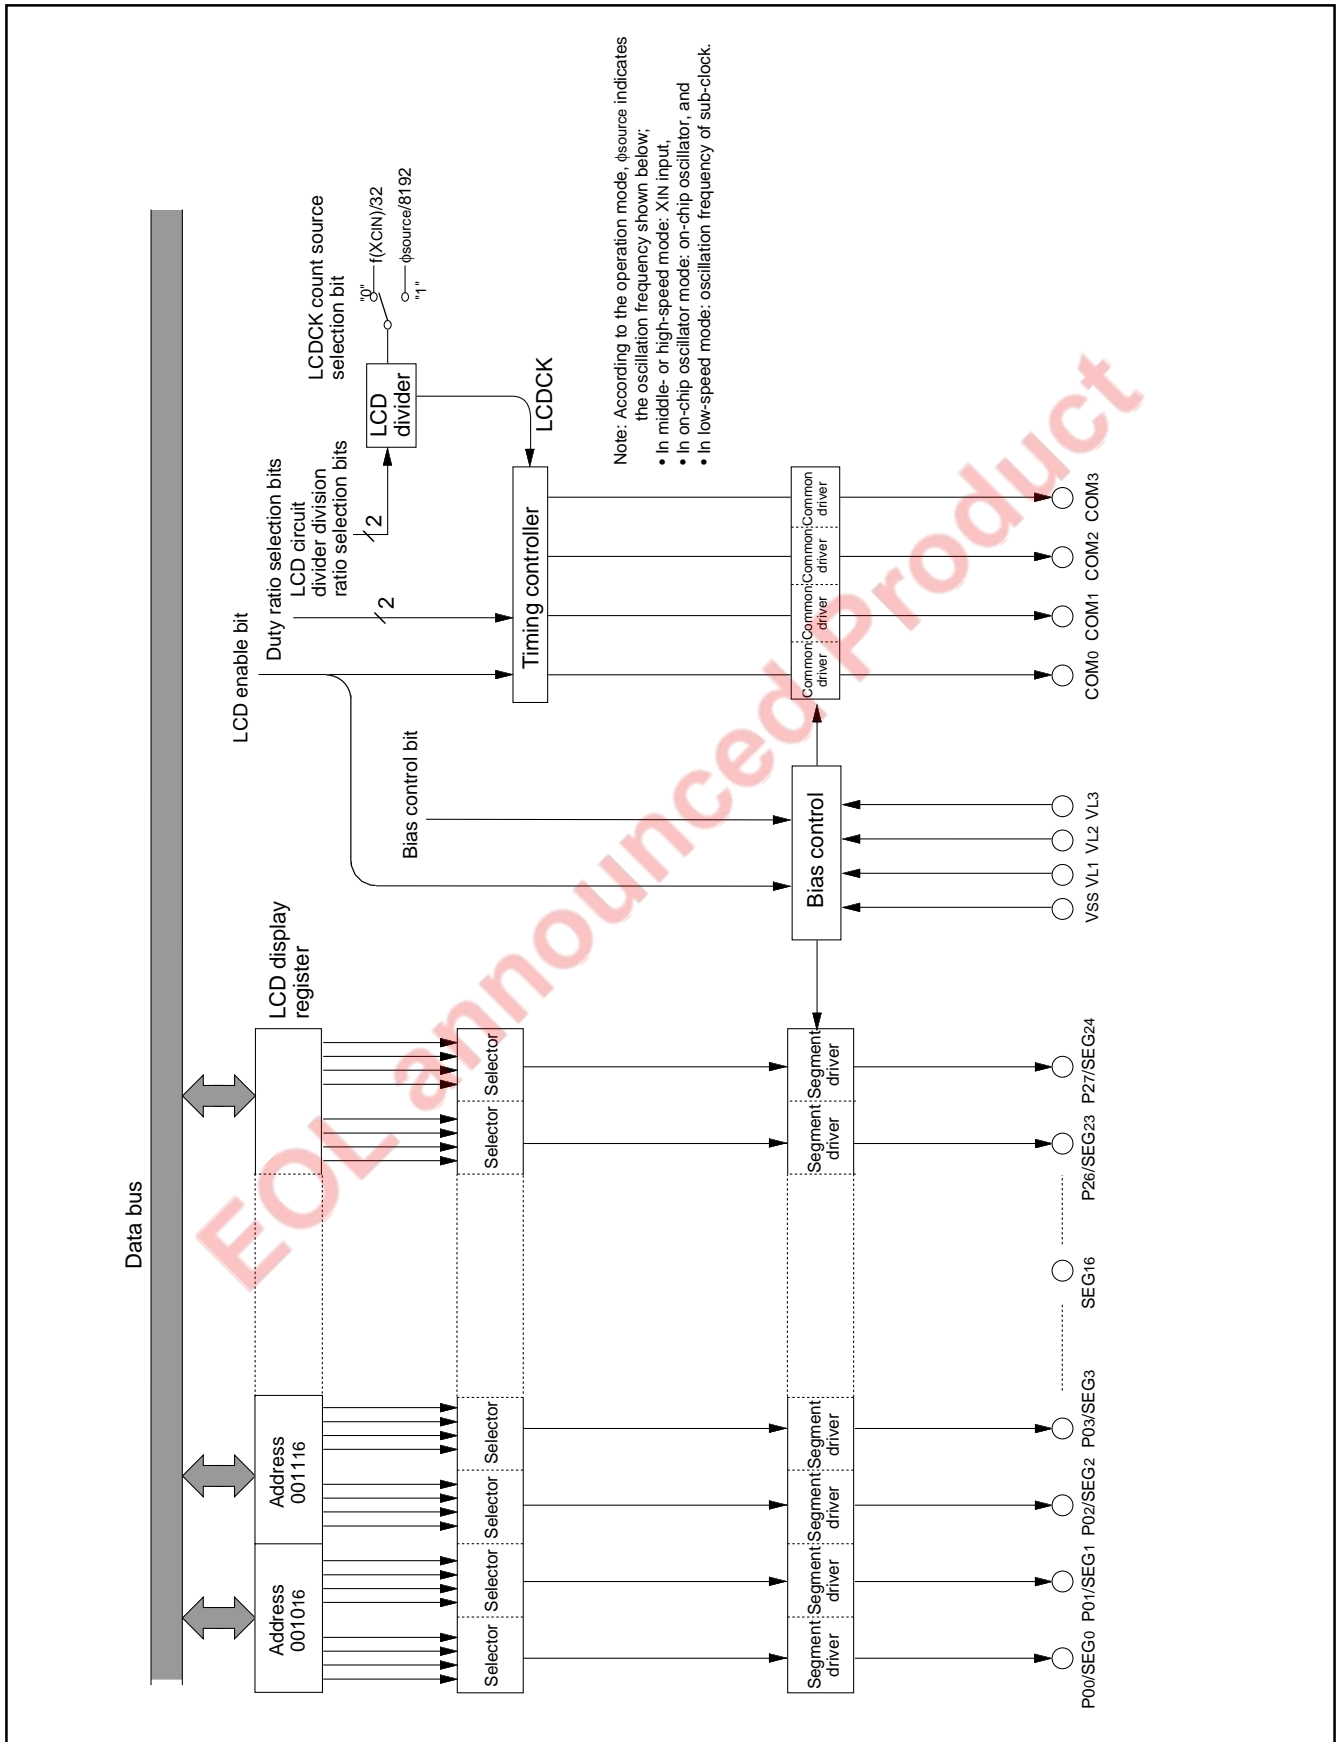 Data bus
LCD enable bit
Duty ratio selection bits
LCD circuit
divider division
ratio selection bits
2
2
LCDCK count source
selection bit
"0"
f(XCIN)/32
"1"
ϕsource/8192
LCD
divider
LCDCK
LCD display
register
Address
001016
Address
001116
Bias control bit
Timing controller
Note: According to the operation mode, ϕsource indicates
the oscillation frequency shown below;
• In middle- or high-speed mode: XIN input,
• In on-chip oscillator mode: on-chip oscillator, and
• In low-speed mode: oscillation frequency of sub-clock.
Selector
Selector
Selector
Selector
Selector
Selector
Segment
driver
Segment
driver
Segment
driver
Segment
driver
Segment
driver
Segment
driver
Bias control
Common
driver
Common
driver
Common
driver
Common
driver
P00/SEG0 P01/SEG1 P02/SEG2 P03/SEG3 SEG16 P26/SEG23 P27/SEG24 VSS VL1 VL2 VL3 COM0 COM1 COM2 COM3
EOL announced Product